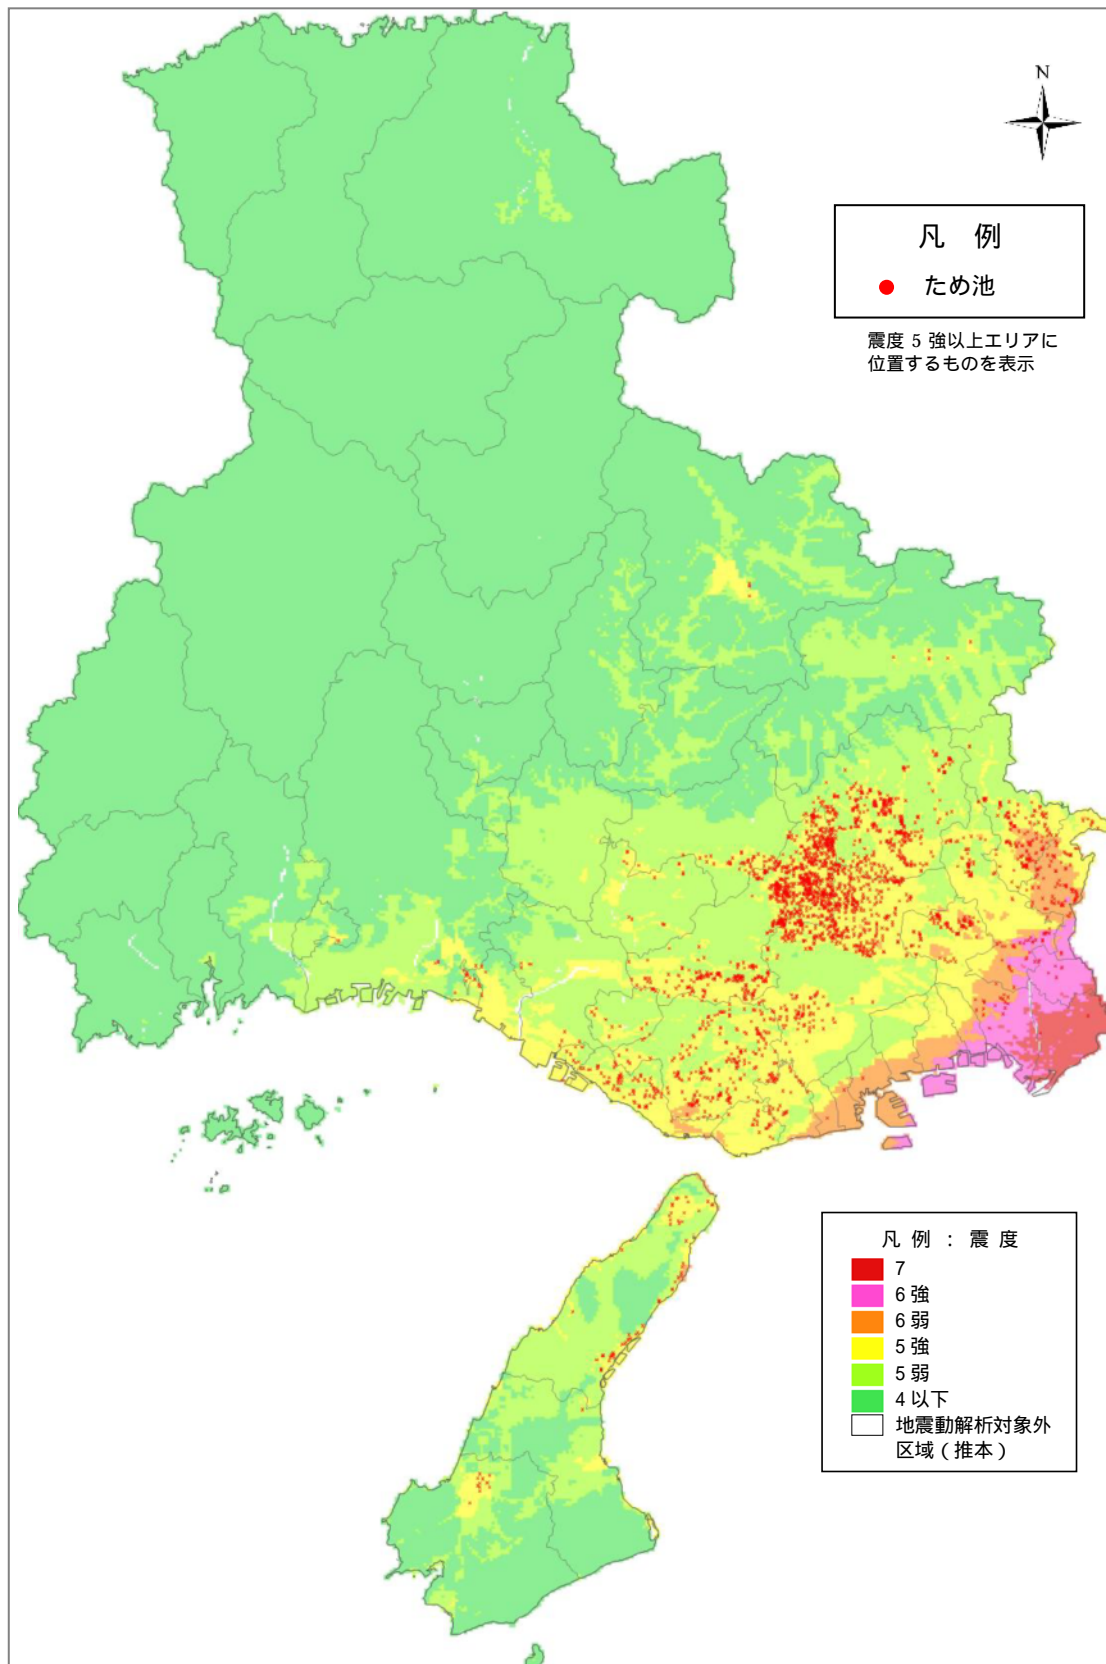 N
凡 例
ため池
震度 5 強以上エリアに
位置するものを表示
凡 例 : 震 度
7
6 強
6 弱
5 強
5 弱
4 以下
地震動解析対象外
区域 ( 推本 )